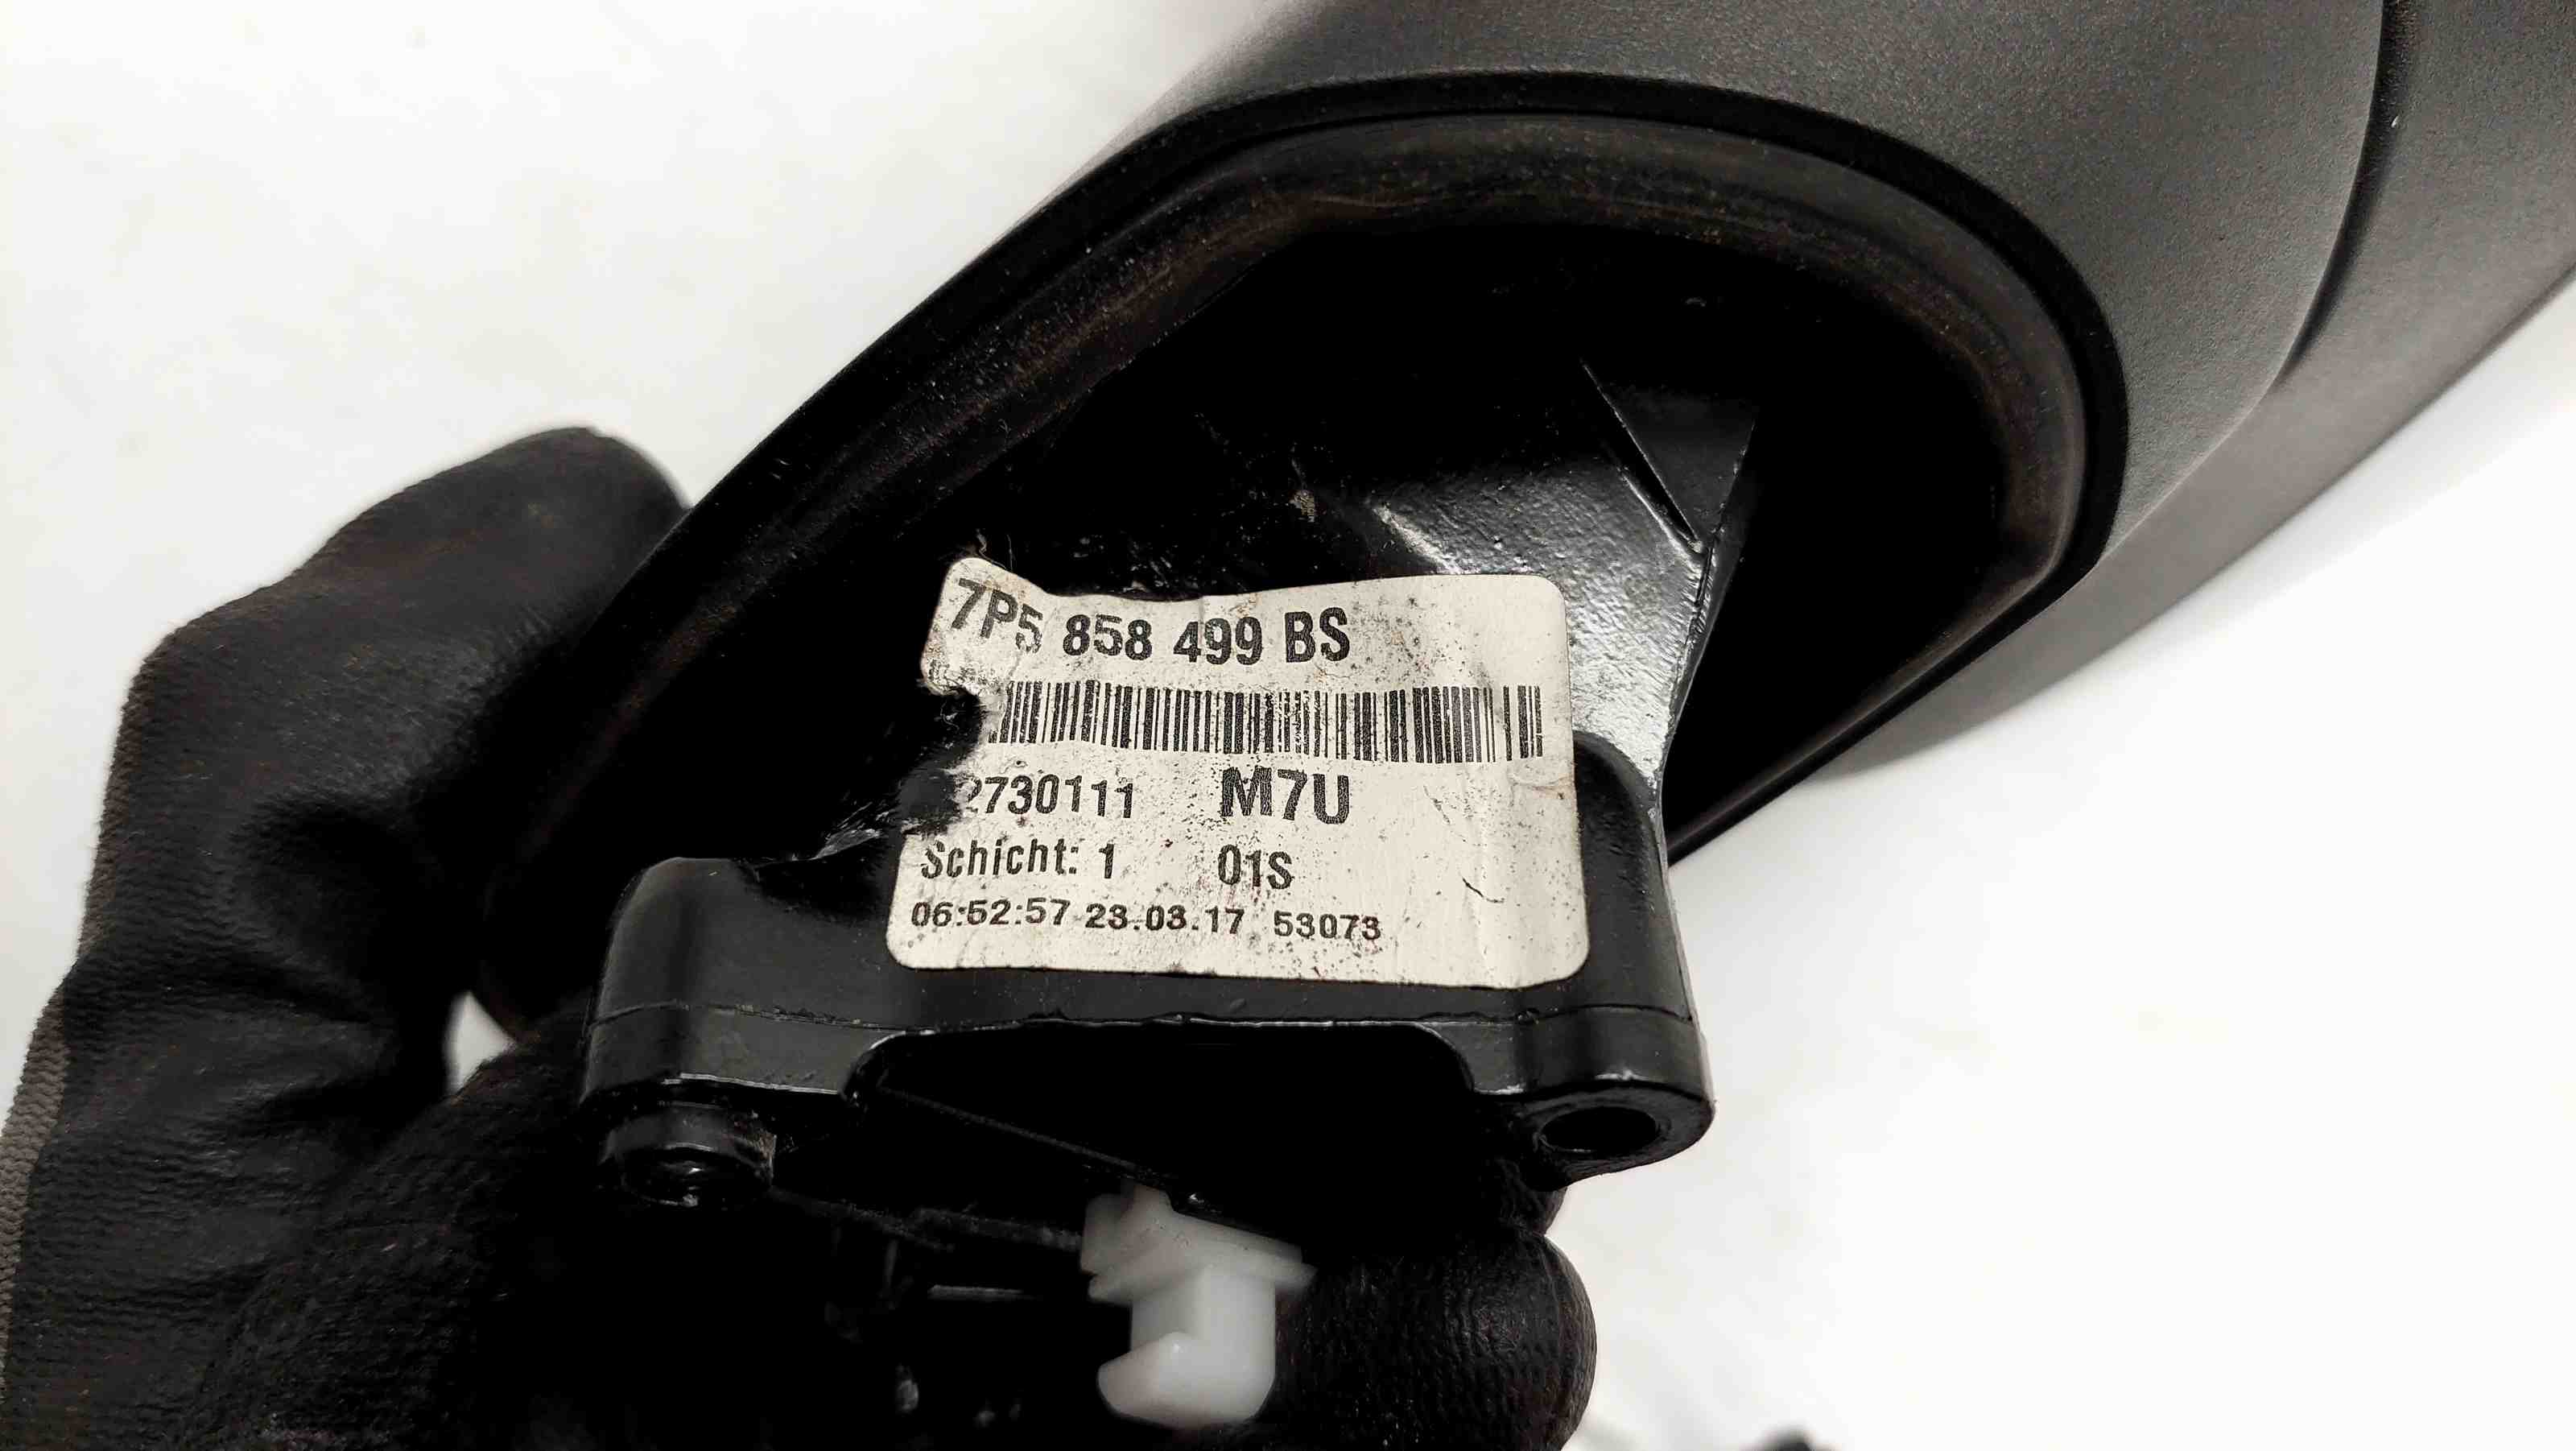 7P5 858 499 BS
2730111 M7U
Schicht: 1 01S
06:52:57 23.03.17 53073